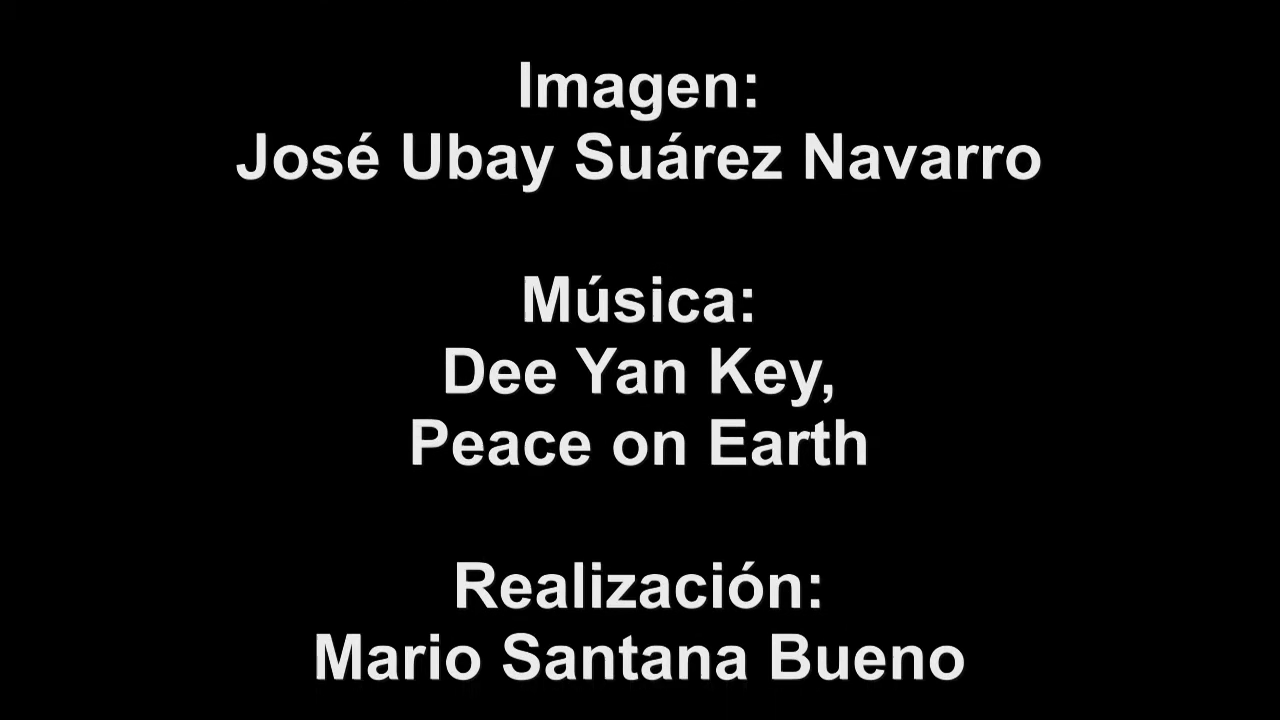 Imagen:
José Ubay Suárez Navarro
Música:
Dee Yan Key,
Peace on Earth
Realización:
Mario Santana Bueno